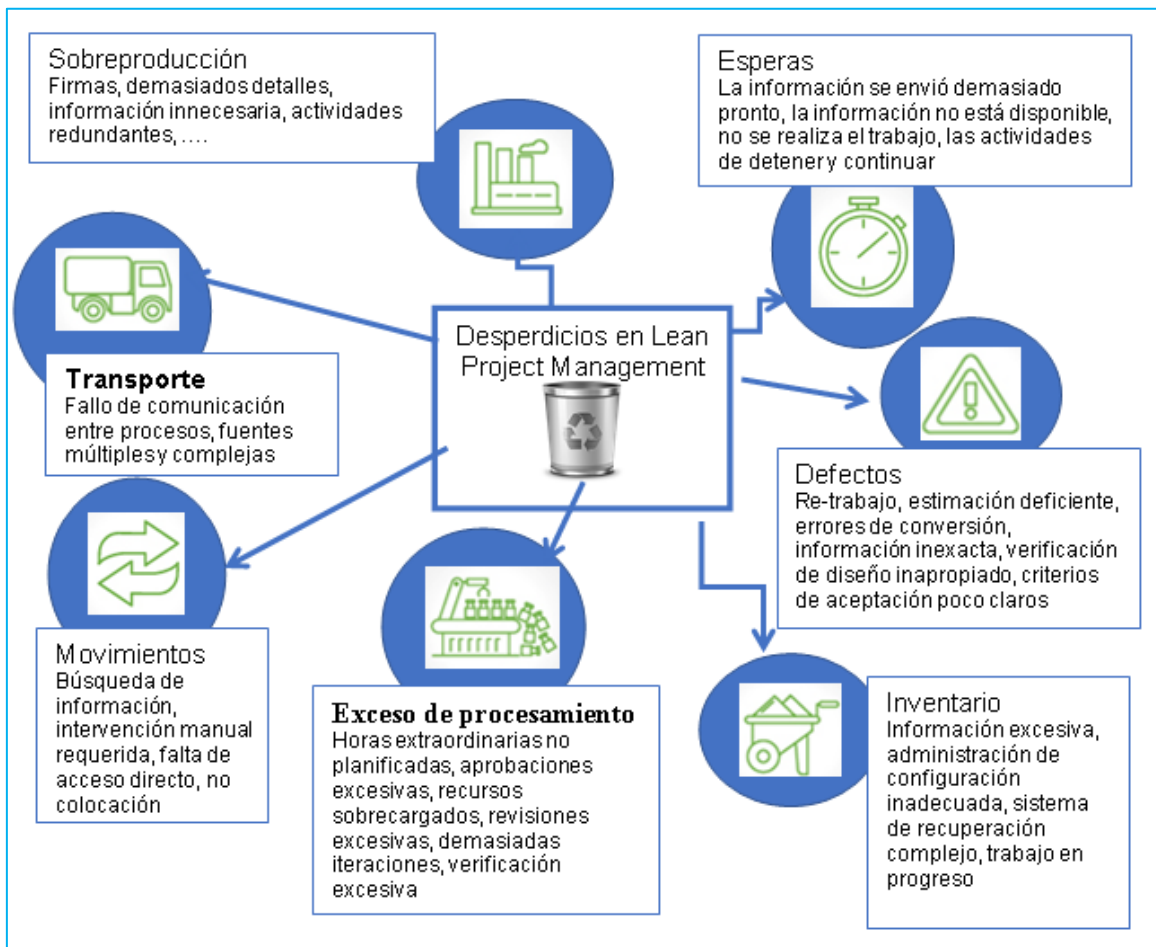 Sobreproducción
Firmas, demasiados detalles,
información innecesaria, actividades
redundantes, ....
Esperas
La información se envió demasiado
pronto, la información no está disponible,
no se realiza el trabajo, las actividades
de detener y continuar
Desperdicios en Lean
Project Management
Transporte
Fallo de comunicación
entre procesos, fuentes
múltiples y complejas
Defectos
Re-trabajo, estimación deficiente,
errores de conversión,
información inexacta, verificación
de diseño inapropiado, criterios
de aceptación poco claros
Movimientos
Búsqueda de
información,
intervención manual
requerida, falta de
acceso directo, no
colocación
Exceso de procesamiento
Horas extraordinarias no
planificadas, aprobaciones
excesivas, recursos
sobrecargados, revisiones
excesivas, demasiadas
iteraciones, verificación
excesiva
Inventario
Información excesiva,
administración de
configuración
inadecuada, sistema
de recuperación
complejo, trabajo en
progreso